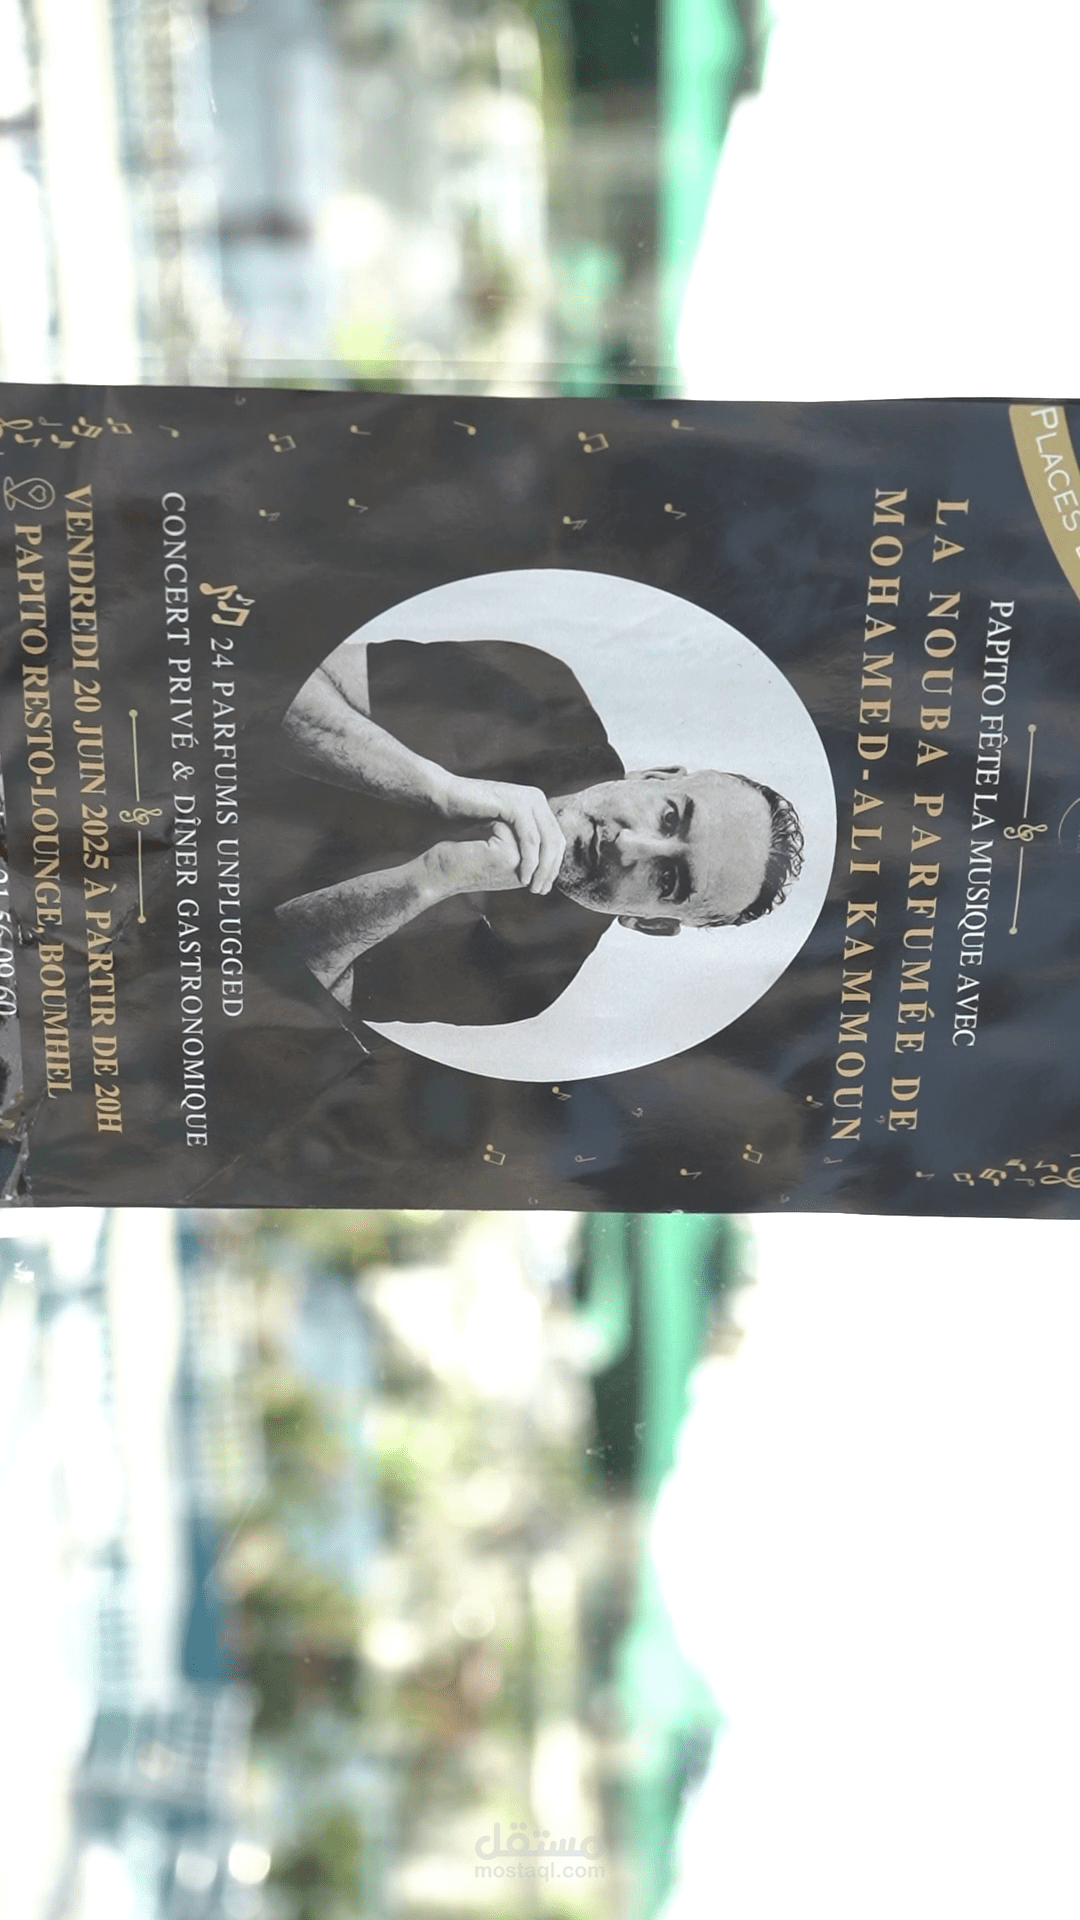 PLACES
PAPITO FÊTE LA MUSIQUE AVEC
LA NOUBA PARFUMÉE DE
MOHAMED-ALI KAMMOUN
24 PARFUMS UNPLUGGED
CONCERT PRIVÉ & DÎNER GASTRONOMIQUE
VENDREDI 20 JUIN 2025 À PARTIR DE 20H
PAPITO RESTO-LOUNGE, BOUMHEL
مستقل
mostaql.com